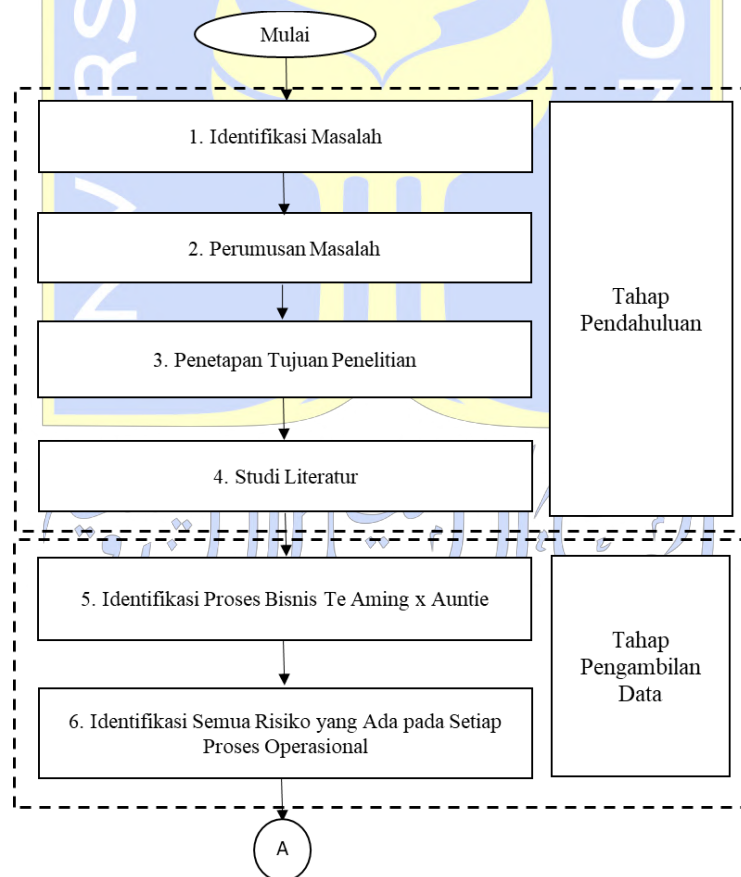 Mulai
1. Identifikasi Masalah
2. Perumusan Masalah
3. Penetapan Tujuan Penelitian
4. Studi Literatur
Tahap
Pendahuluan
5. Identifikasi Proses Bisnis Te Aming x Auntie
6. Identifikasi Semua Risiko yang Ada pada Setiap
Proses Operasional
Tahap
Pengambilan
Data
A